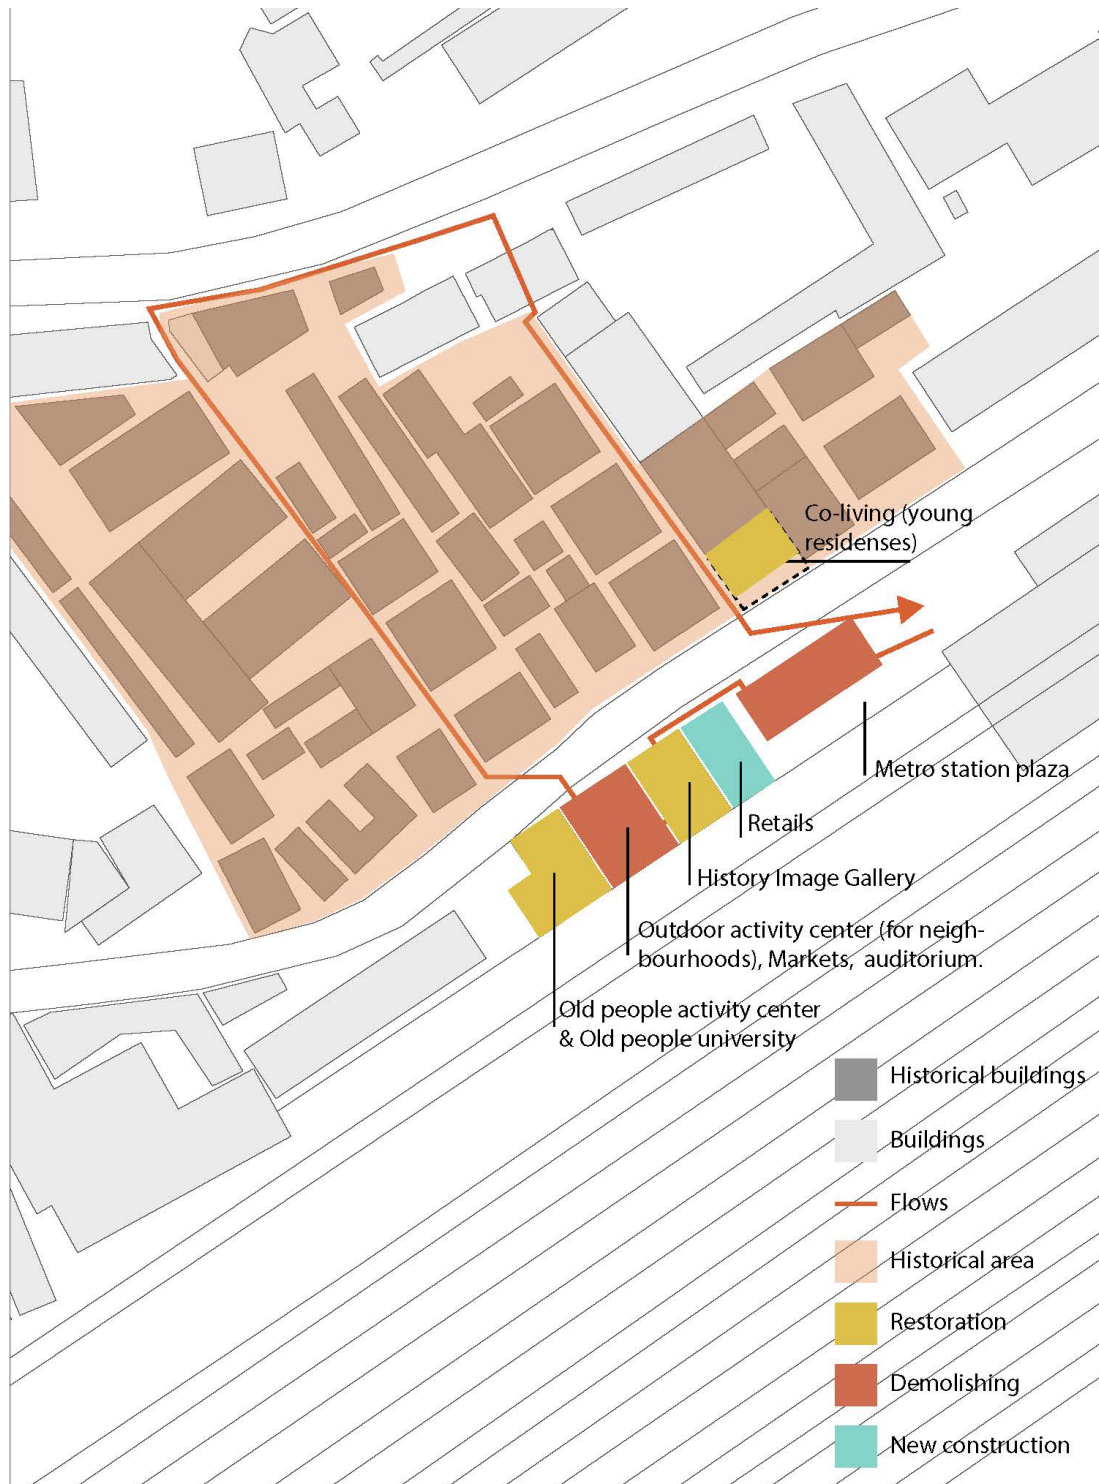 Co-living (young
residenses)
Metro station plaza
Retails
History Image Gallery
Outdoor activity center (for neigh-
bourhoods), Markets, auditorium.
Old people activity center
& Old people university
Historical buildings
Buildings
Flows
Historical area
Restoration
Demolishing
New construction